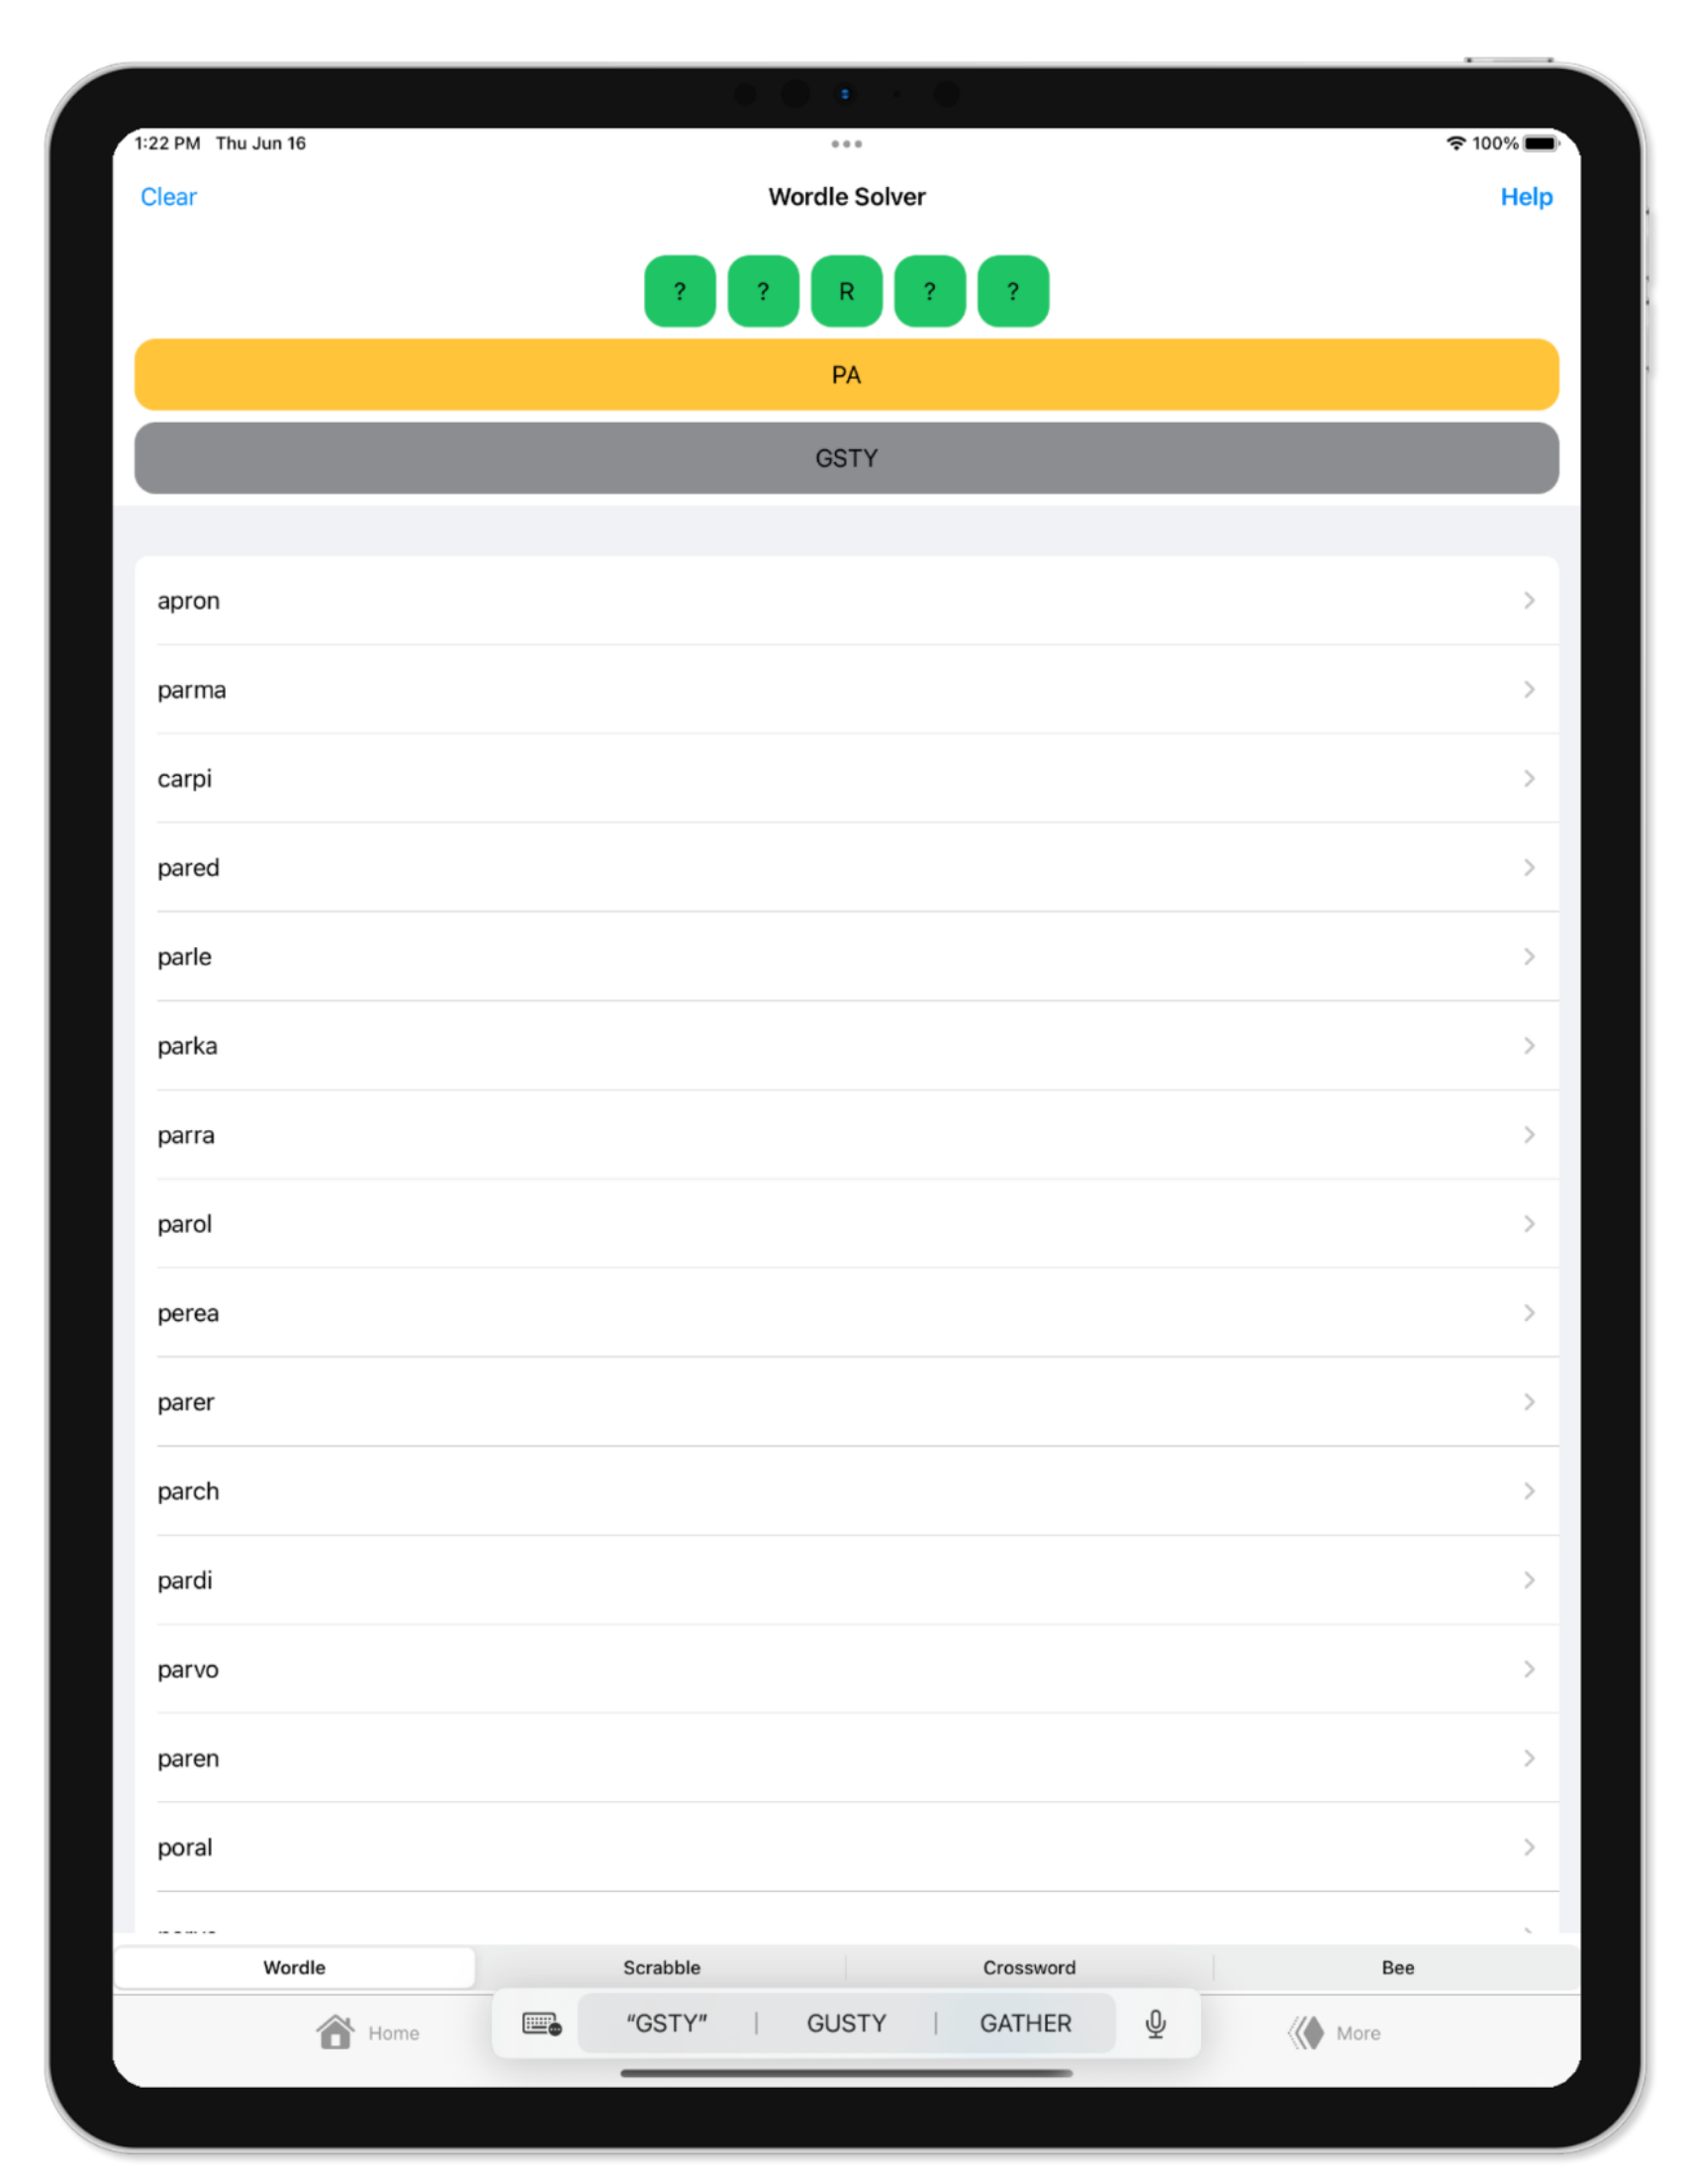 1:22 PM Thu Jun 16 100%
Clear Wordle Solver Help
? ? R ? ?
PA
GSTY
apron
parma
carpi
pared
parle
parka
parra
parol
perea
parer
parch
pardi
parvo
paren
poral
Wordle Scrabble Crossword Bee
Home "GSTY" GUSTY GATHER More